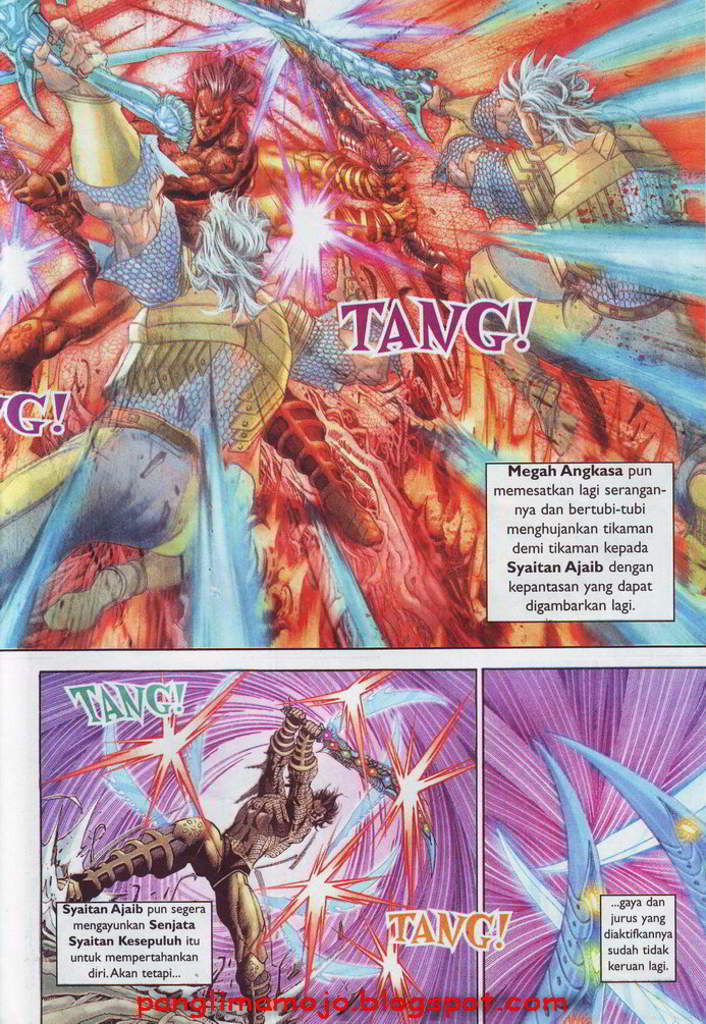 TANG!
G!
Megah Angkasa pun
memesatkan lagi serangan-
nya dan bertubi-tubi
menghujankan tikaman
demi tikaman kepada
Syaitan Ajaib dengan
kepantasan yang dapat
digambarkan lagi.
TANG!
Syaitan Ajaib pun segera
mengayunkan Senjata
Syaitan Kesepuluh itu
untuk mempertahankan
diri. Akan tetapi...
TANG!
...gaya dan
jurus yang
diaktifkannya
sudah tidak
keruan lagi.
panglimamojo.blogspot.com